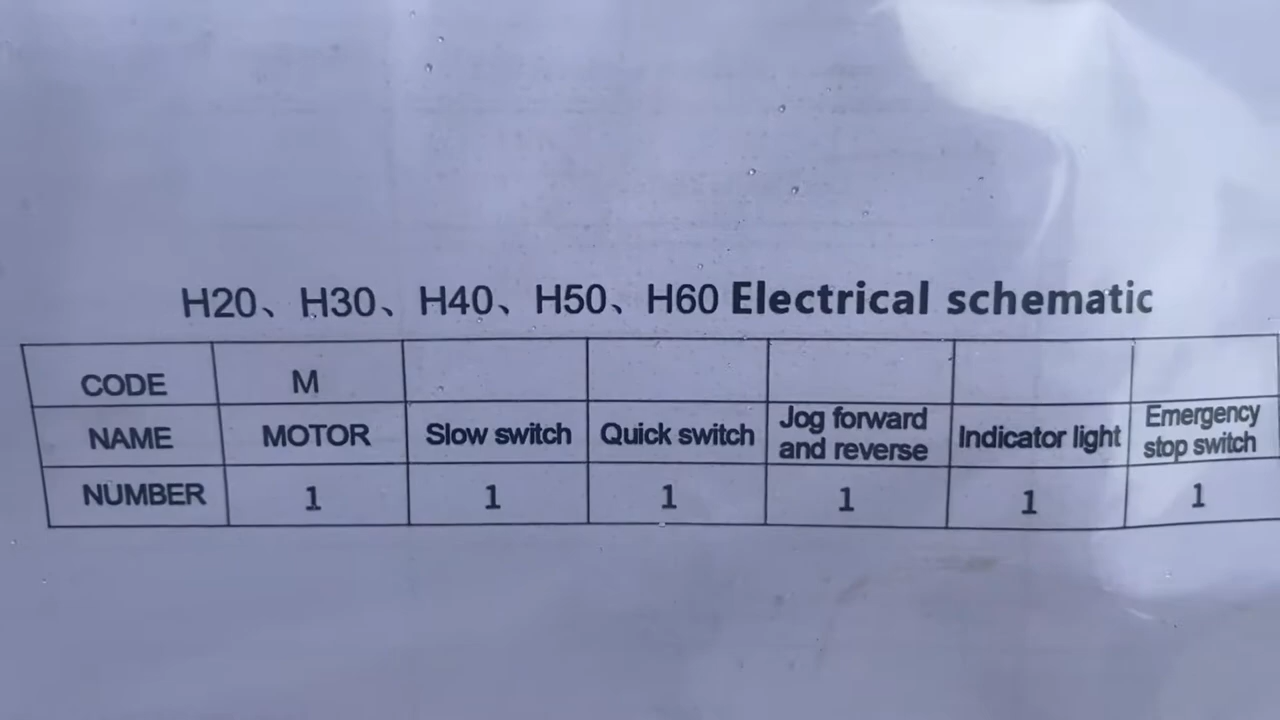 H20、H30、H40、H50、H60 Electrical schematic
CODE M
NAME MOTOR Slow switch Quick switch Jog forward and reverse Indicator light Emergency stop switch
NUMBER 1 1 1 1 1 1